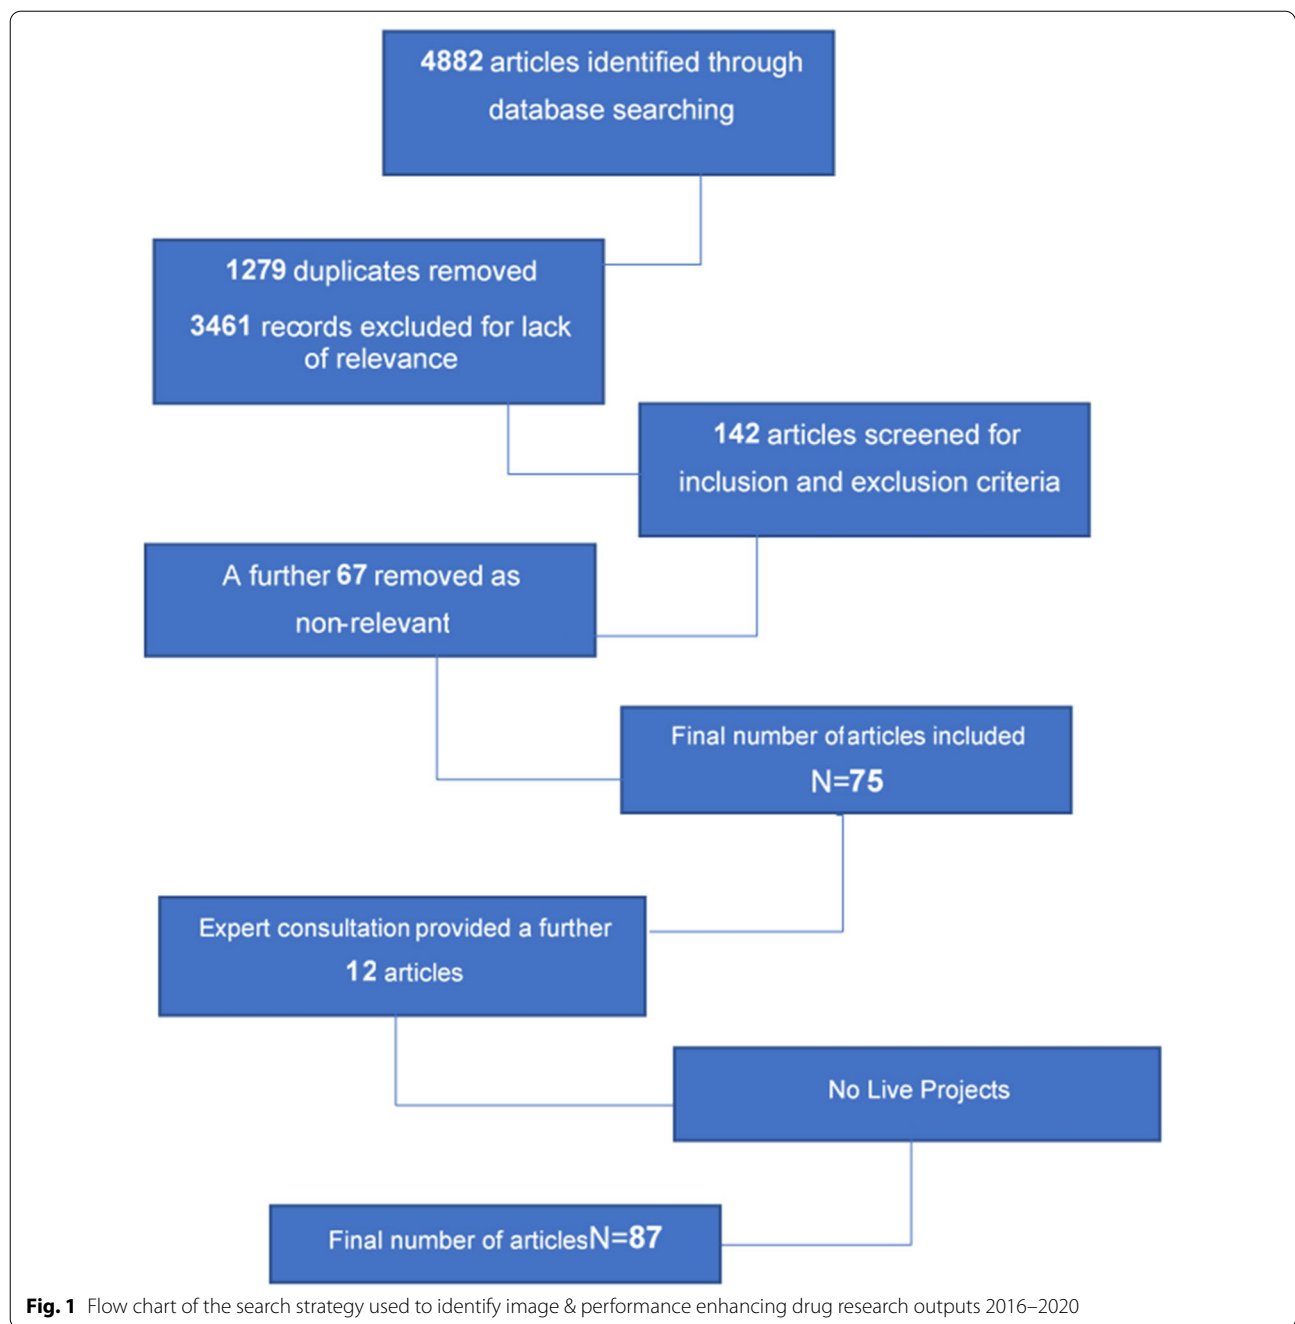 4882 articles identified through
database searching
1279 duplicates removed
3461 records excluded for lack
of relevance
142 articles screened for
inclusion and exclusion criteria
A further 67 removed as
non-relevant
Final number of articles included
N=75
Expert consultation provided a further
12 articles
No Live Projects
Final number of articles N=87
Fig. 1 Flow chart of the search strategy used to identify image & performance enhancing drug research outputs 2016–2020